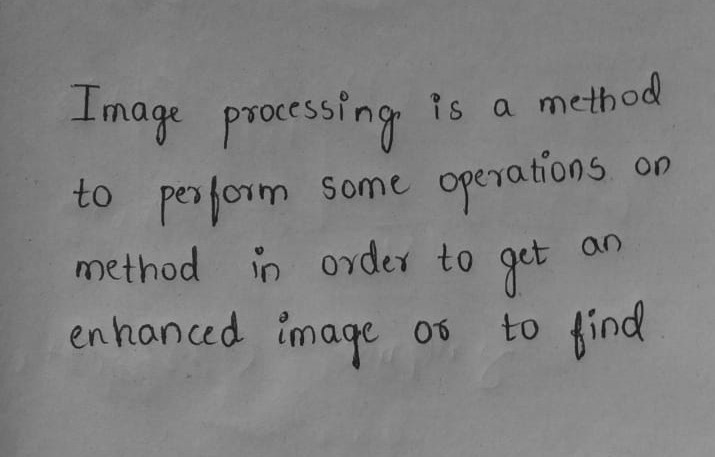 Image processing is a method
to perform some operations on
method in order to get an
enhanced image or to find